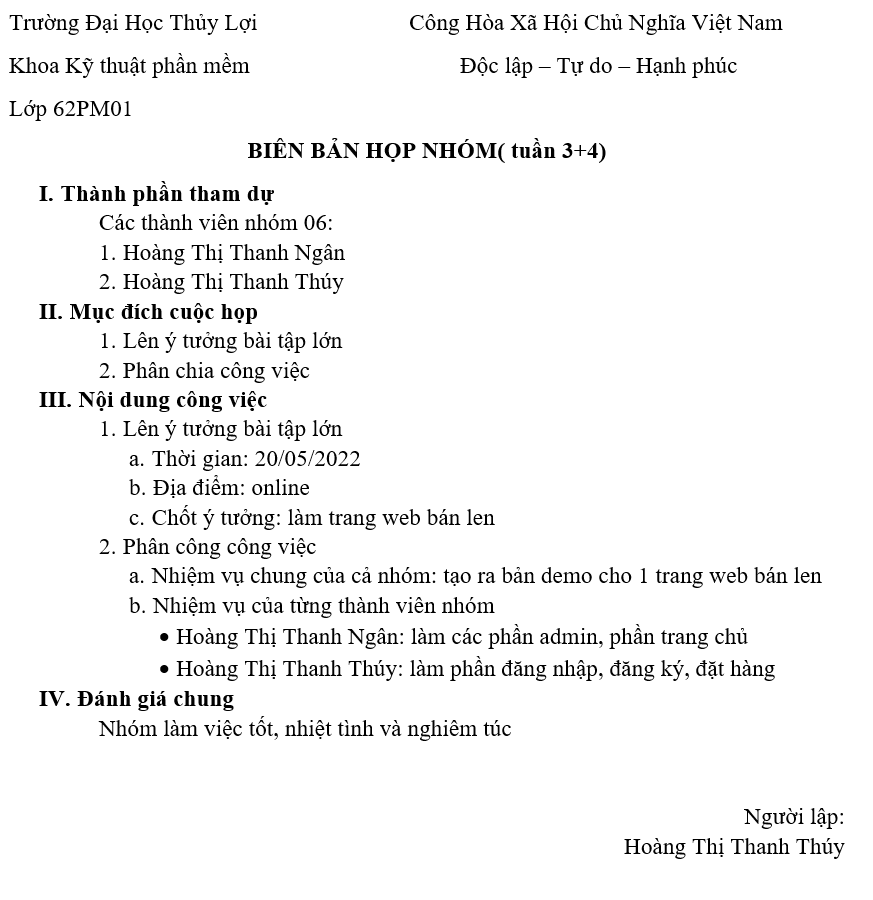 Trường Đại Học Thủy Lợi
Công Hòa Xã Hội Chủ Nghĩa Việt Nam
Khoa Kỹ thuật phần mềm
Độc lập – Tự do – Hạnh phúc
Lớp 62PM01
BIÊN BẢN HỌP NHÓM( tuần 3+4)
I. Thành phần tham dự
Các thành viên nhóm 06:
1. Hoàng Thị Thanh Ngân
2. Hoàng Thị Thanh Thúy
II. Mục đích cuộc họp
1. Lên ý tưởng bài tập lớn
2. Phân chia công việc
III. Nội dung công việc
1. Lên ý tưởng bài tập lớn
a. Thời gian: 20/05/2022
b. Địa điểm: online
c. Chốt ý tưởng: làm trang web bán len
2. Phân công công việc
a. Nhiệm vụ chung của cả nhóm: tạo ra bản demo cho 1 trang web bán len
b. Nhiệm vụ của từng thành viên nhóm
• Hoàng Thị Thanh Ngân: làm các phần admin, phần trang chủ
• Hoàng Thị Thanh Thúy: làm phần đăng nhập, đăng ký, đặt hàng
IV. Đánh giá chung
Nhóm làm việc tốt, nhiệt tình và nghiêm túc
Người lập:
Hoàng Thị Thanh Thúy